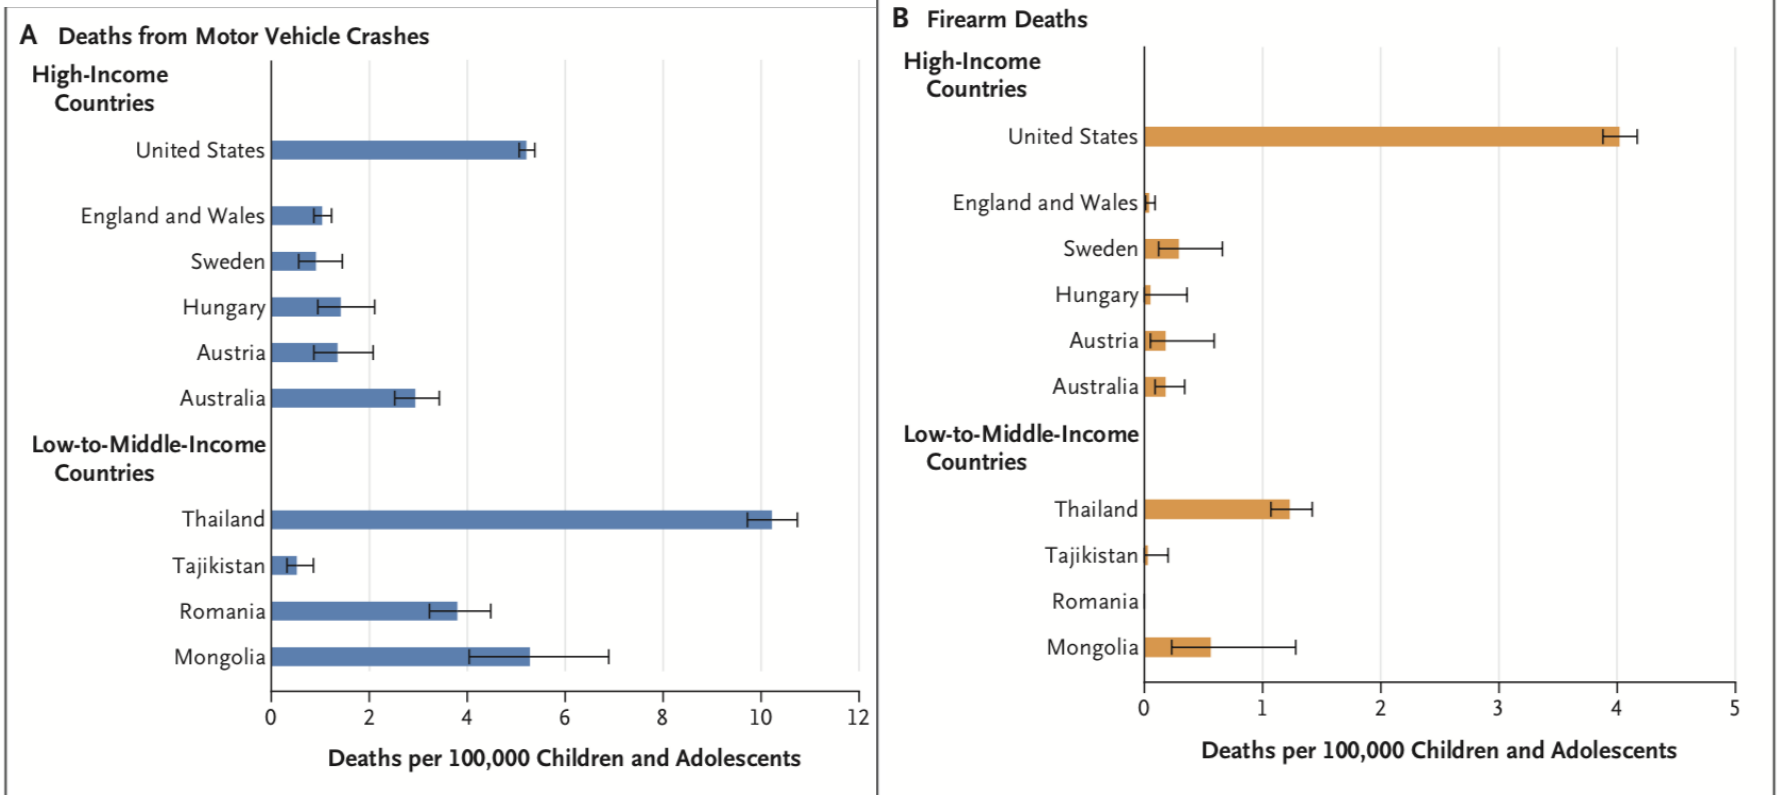 A Deaths from Motor Vehicle Crashes
High-Income
Countries
United States
England and Wales
Sweden
Hungary
Austria
Australia
Low-to-Middle-Income
Countries
Thailand
Tajikistan
Romania
Mongolia
0 2 4 6 8 10 12
Deaths per 100,000 Children and Adolescents
B Firearm Deaths
High-Income
Countries
United States
England and Wales
Sweden
Hungary
Austria
Australia
Low-to-Middle-Income
Countries
Thailand
Tajikistan
Romania
Mongolia
0 1 2 3 4 5
Deaths per 100,000 Children and Adolescents